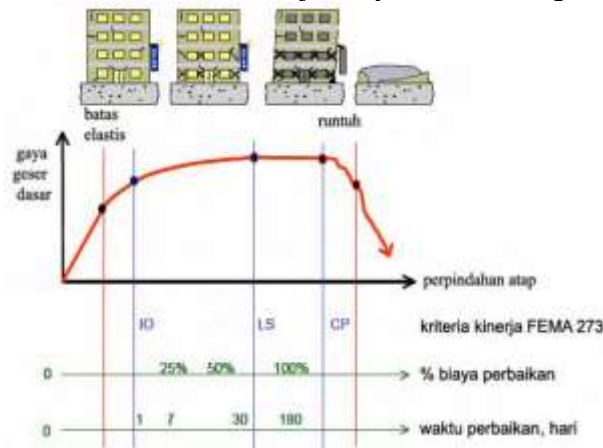 batas
elastis
runtuh
gaya
geser
dasar
perpindahan atap
IO LS CP kriteria kinerja FEMA 273
0 25% 50% 100% % biaya perbaikan
0 1 7 30 180 waktu perbaikan, hari